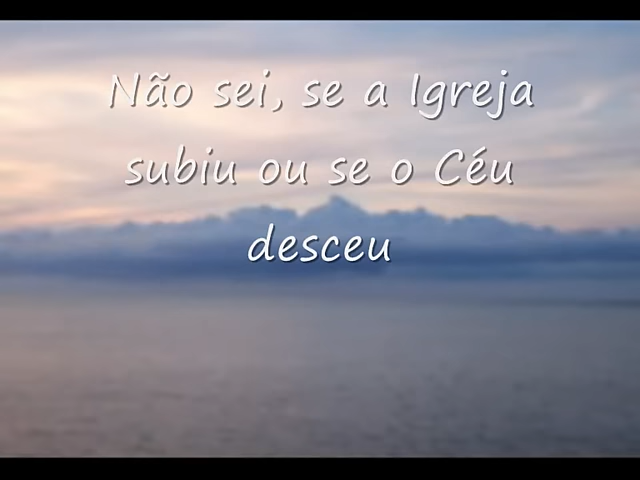 Não sei, se a Igreja
subiu ou se o Céu
desceu